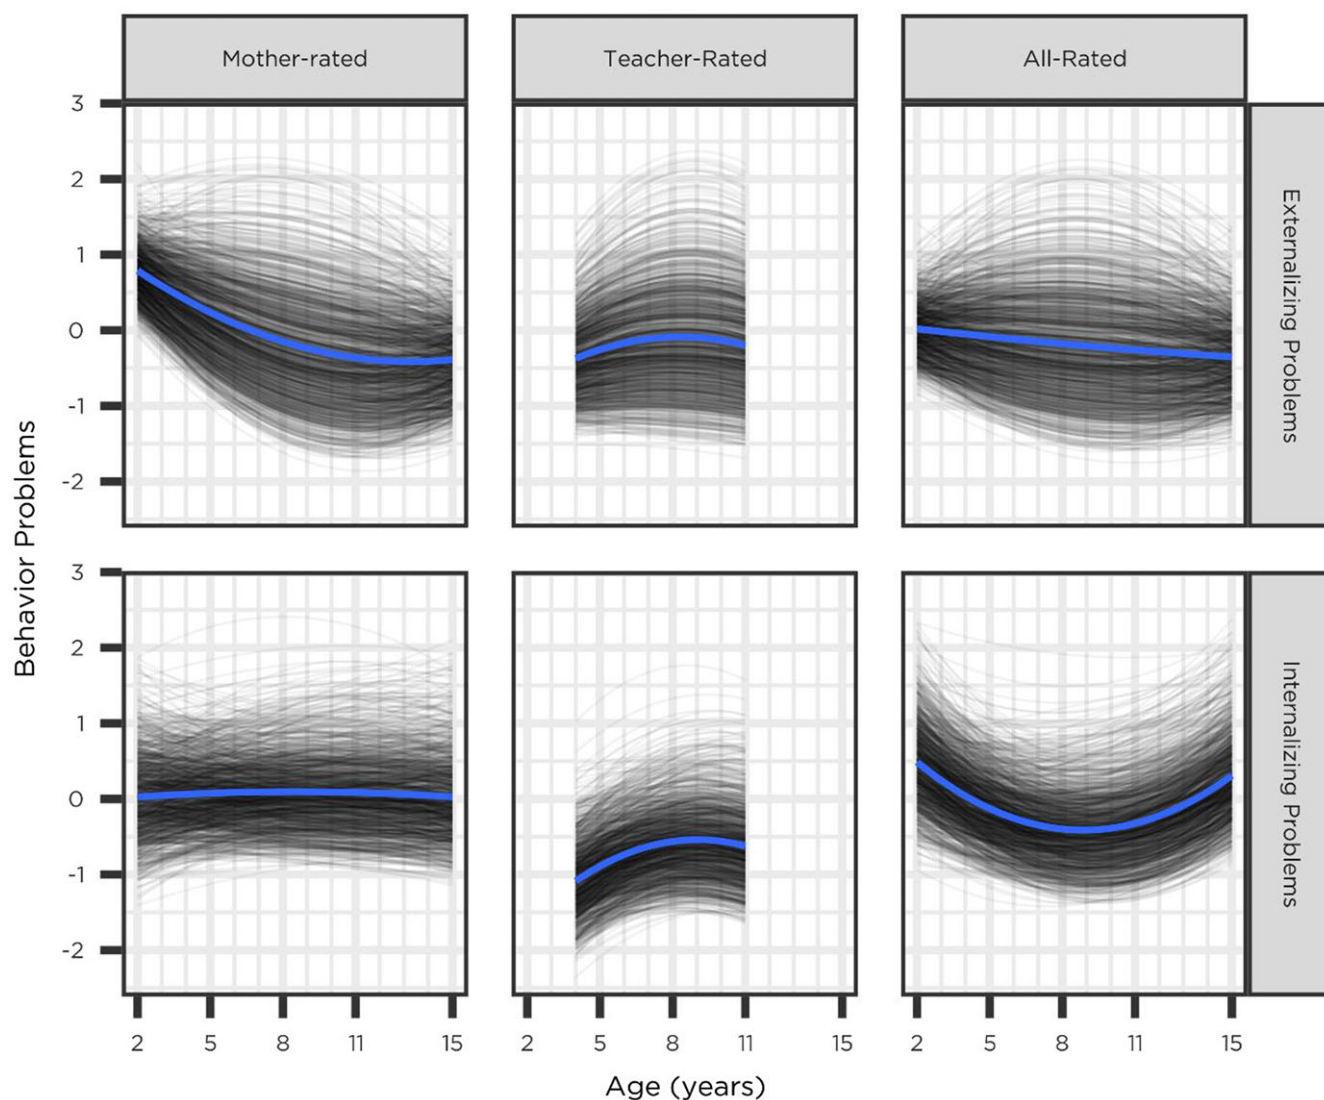 Mother-rated
Teacher-Rated
All-Rated
3
2
1
0
-1
-2
Externalizing Problems
Behavior Problems
3
2
1
0
-1
-2
Internalizing Problems
2 5 8 11 15
2 5 8 11 15
2 5 8 11 15
Age (years)